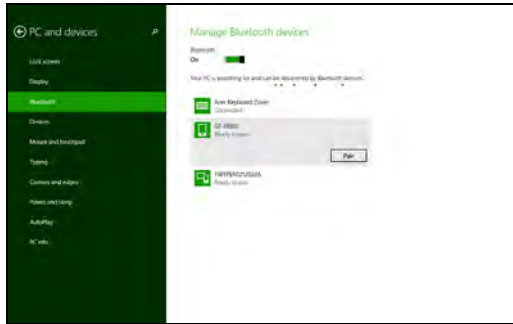 PC and devices
Lock screen
Display
Bluetooth
Devices
Mouse and touchpad
Typing
Corners and edges
Power and sleep
AutoPlay
PC info
Manage Bluetooth devices
Bluetooth
On
Your PC is searching for and can be discovered by Bluetooth devices.
Acer Keyboard Cover
Connected
Ready to pair
Pair
Ready to pair